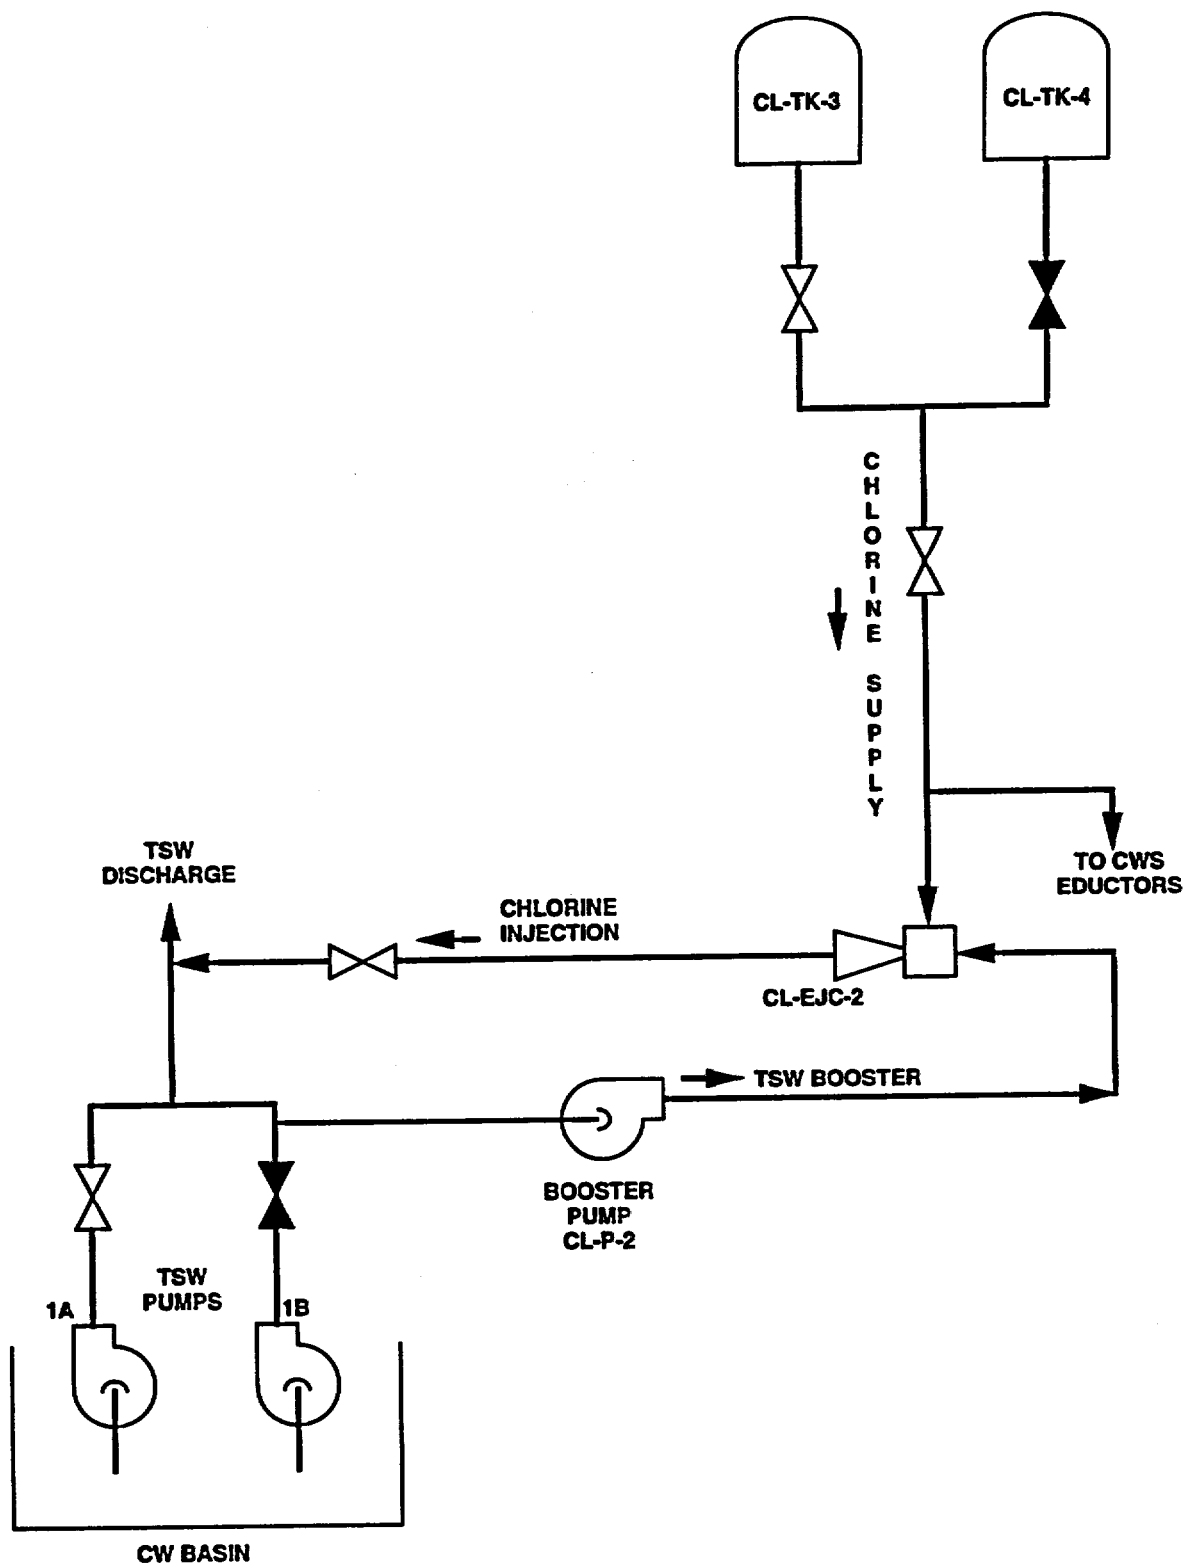 CL-TK-3
CL-TK-4
CHLORINE SUPPLY
TSW
DISCHARGE
TO CWS
EDUCTORS
CHLORINE
INJECTION
CL-EJC-2
TSW BOOSTER
BOOSTER
PUMP
CL-P-2
TSW
PUMPS
1A
1B
CW BASIN